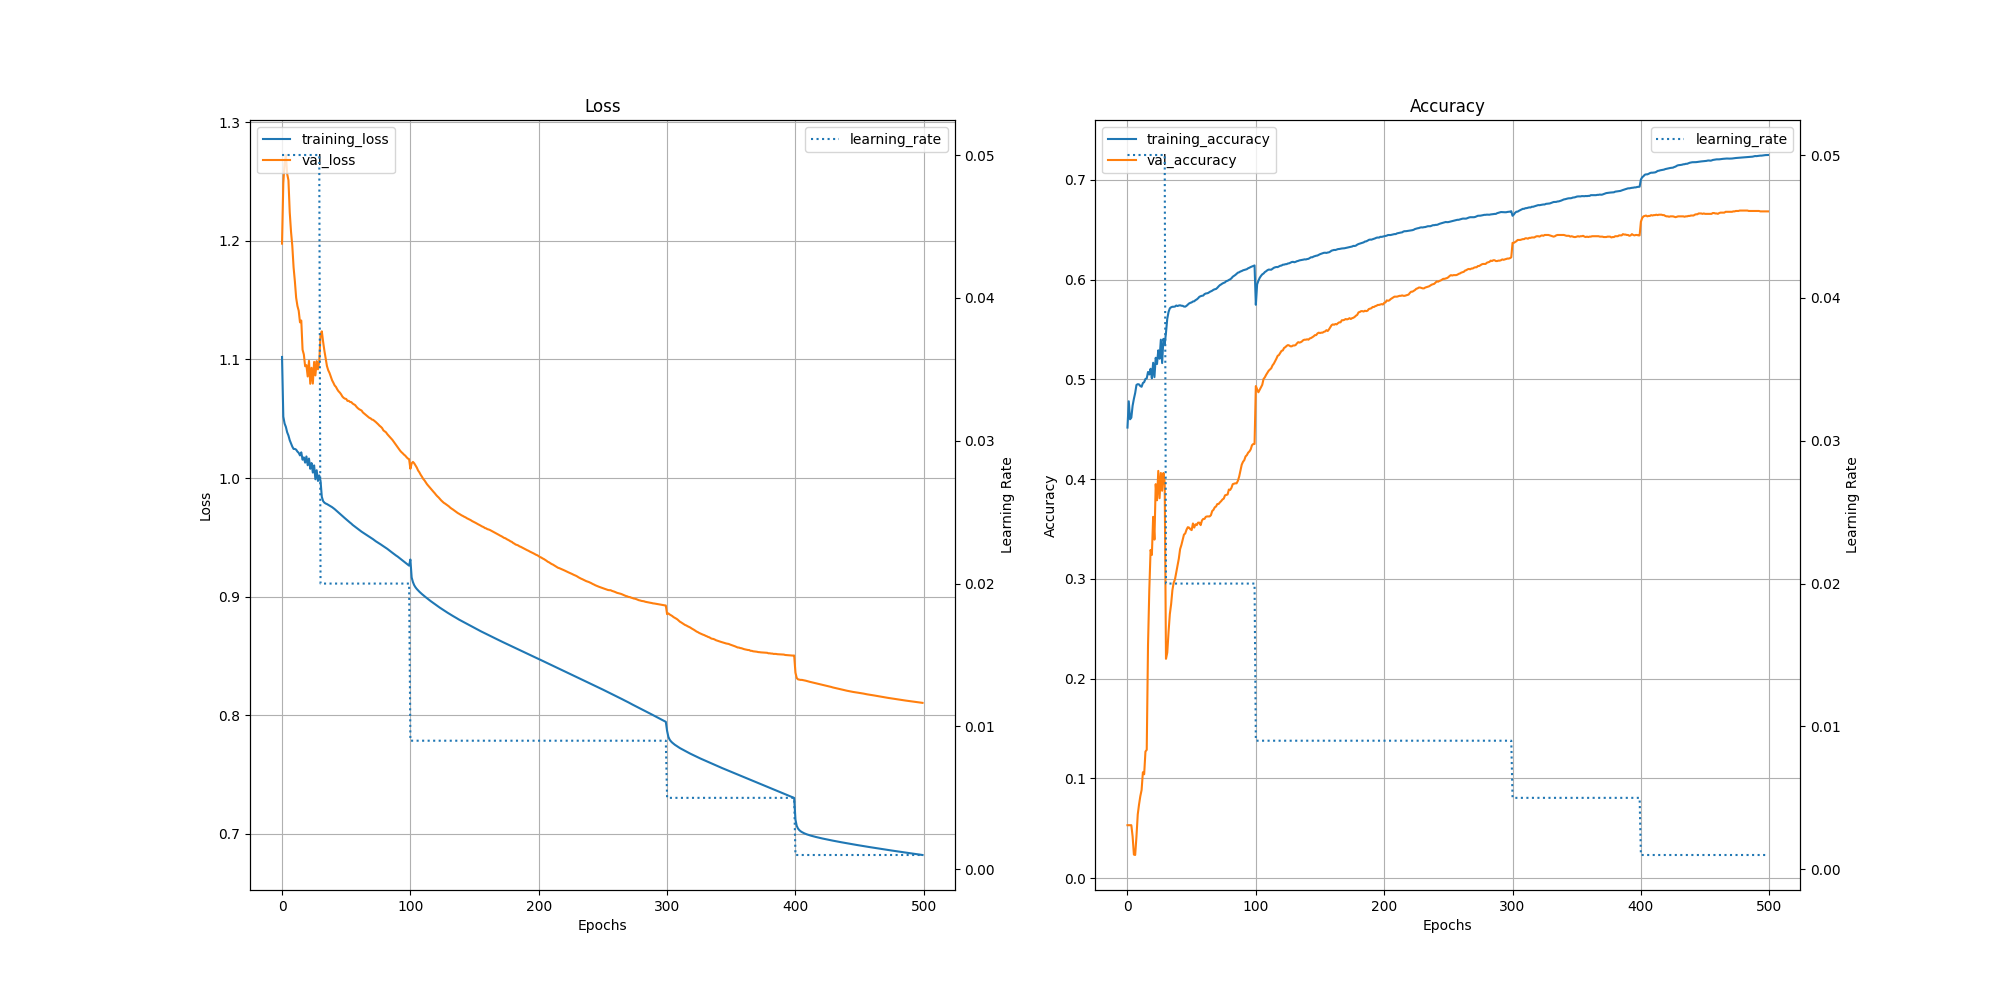 Loss
training_loss
val_loss
learning_rate
1.3
1.2
1.1
1.0
0.9
0.8
0.7
Loss
0.05
0.04
0.03
0.02
0.01
0.00
Learning Rate
0 100 200 300 400 500
Epochs
Accuracy
training_accuracy
val_accuracy
learning_rate
0.7
0.6
0.5
0.4
0.3
0.2
0.1
0.0
Accuracy
0.05
0.04
0.03
0.02
0.01
0.00
Learning Rate
0 100 200 300 400 500
Epochs